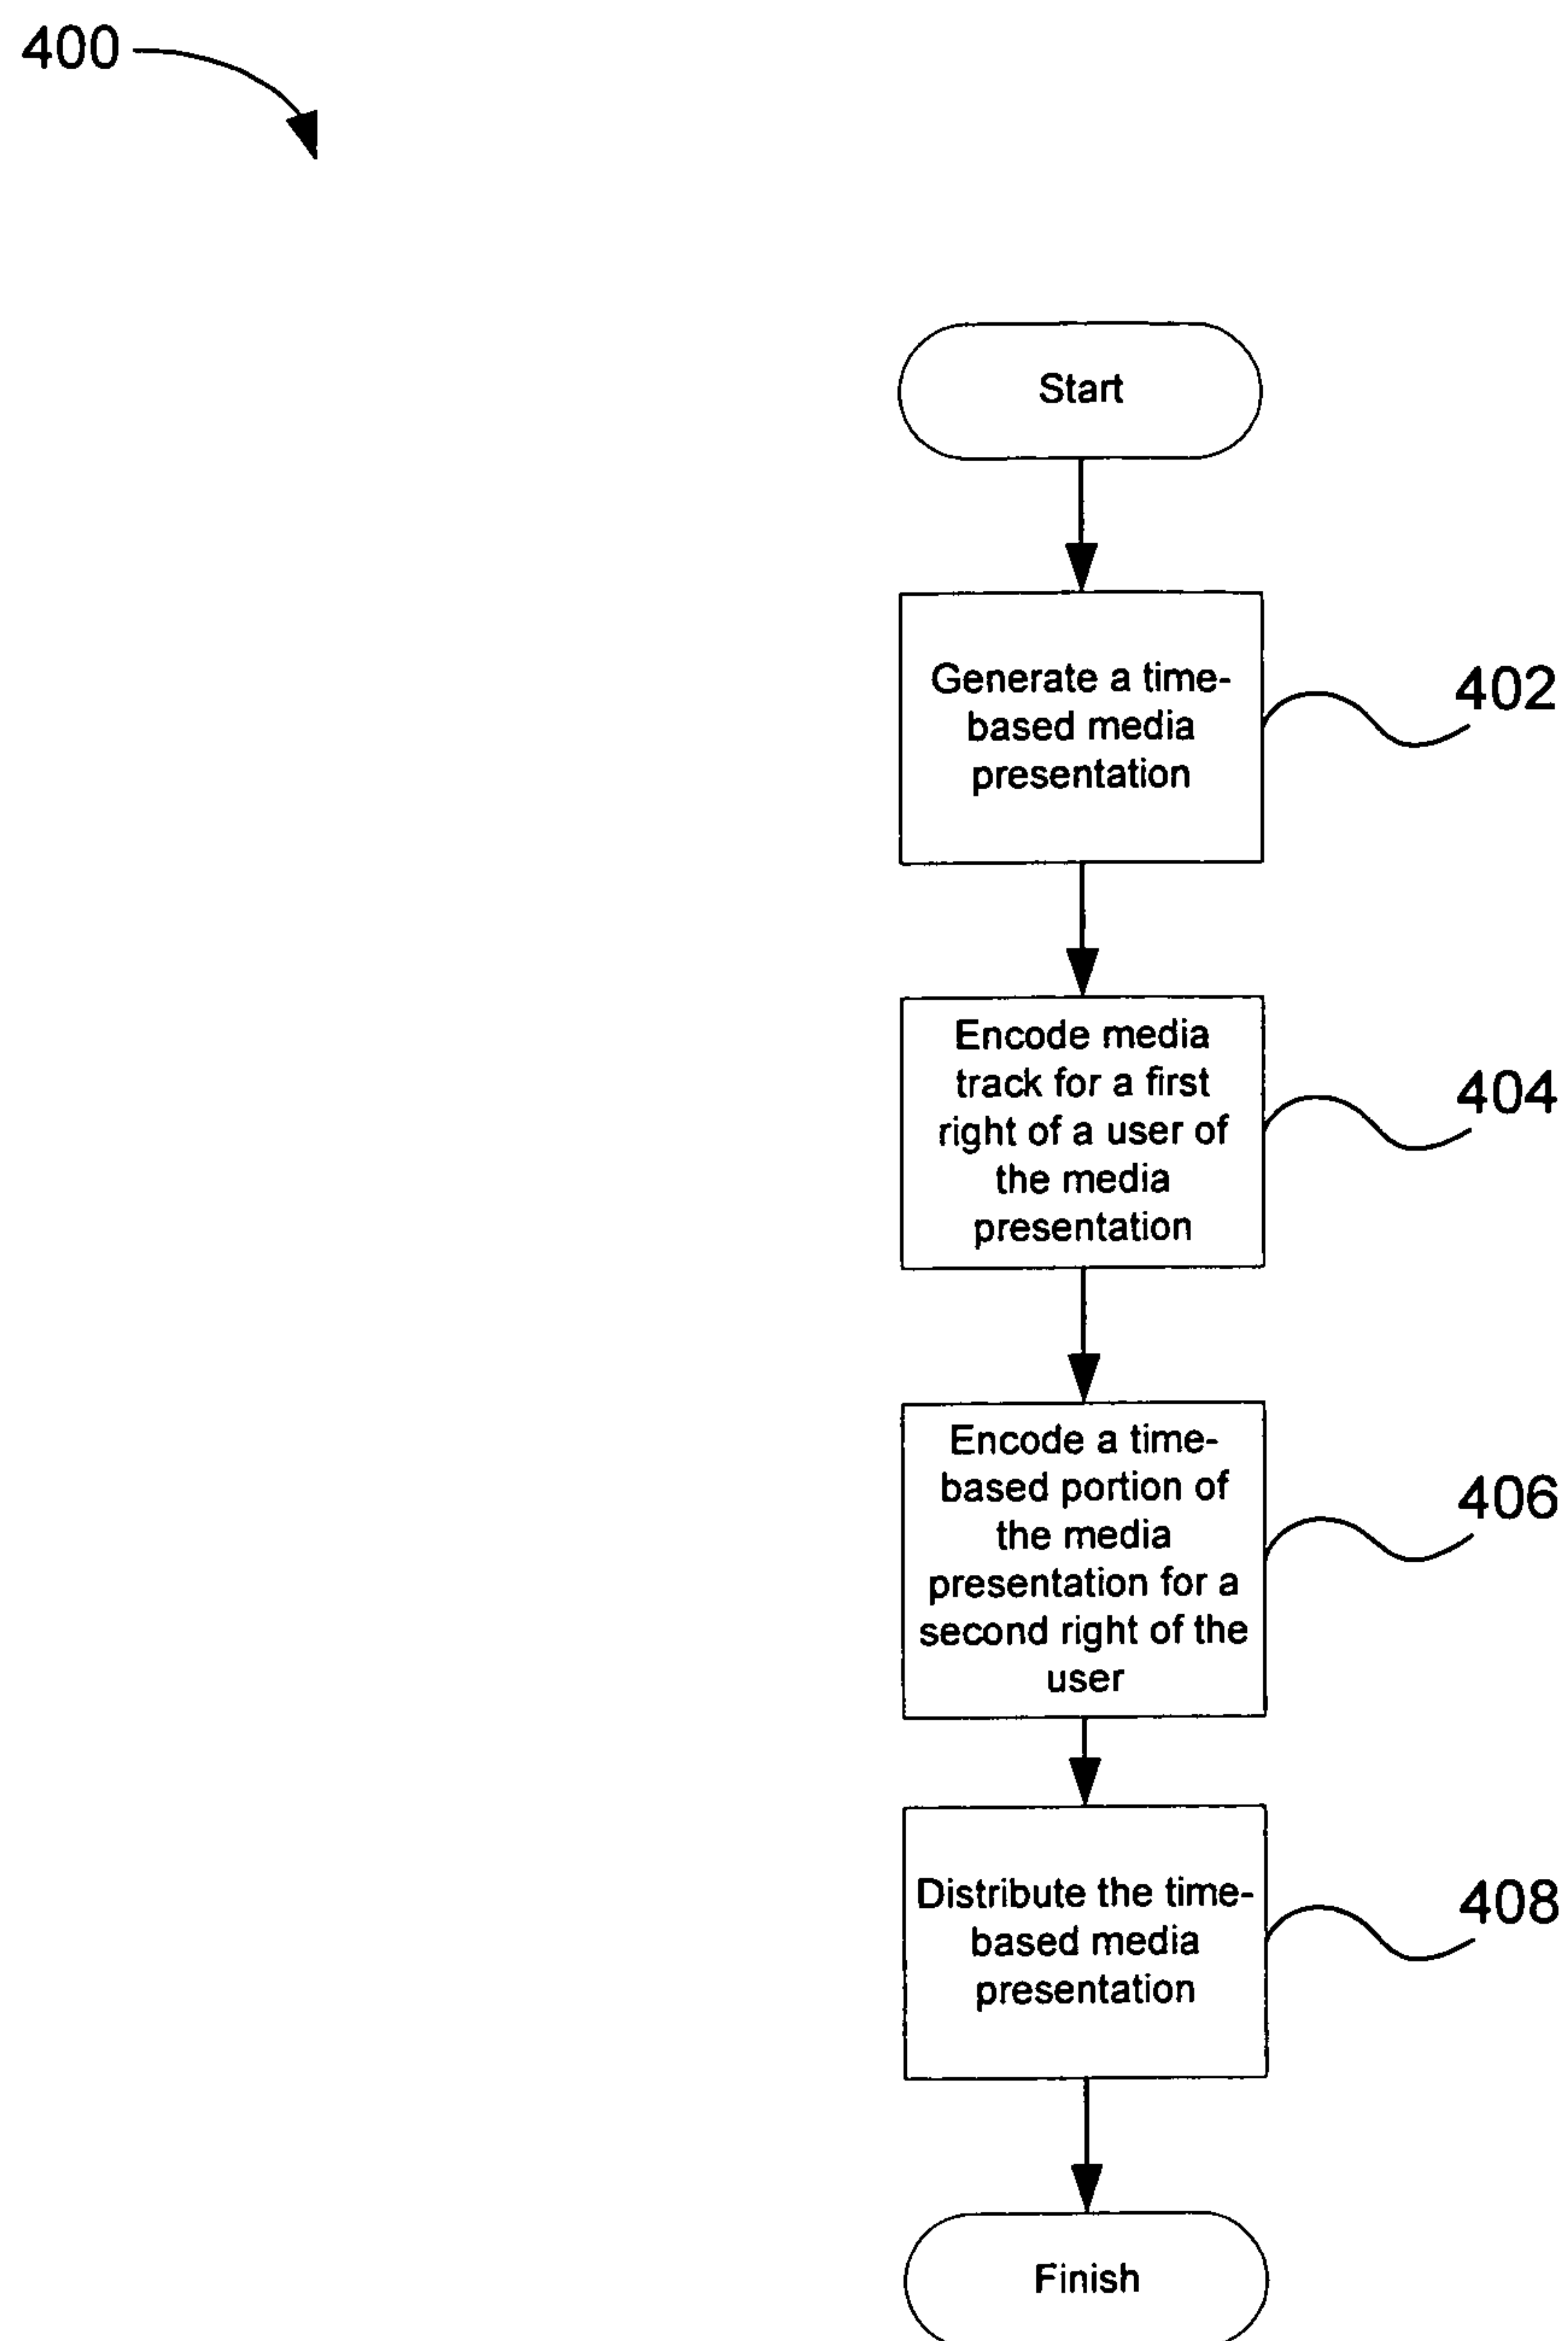 400
Start
Generate a time-
based media
presentation
402
Encode media
track for a first
right of a user of
the media
presentation
404
Encode a time-
based portion of
the media
presentation for a
second right of the
user
406
Distribute the time-
based media
presentation
408
Finish